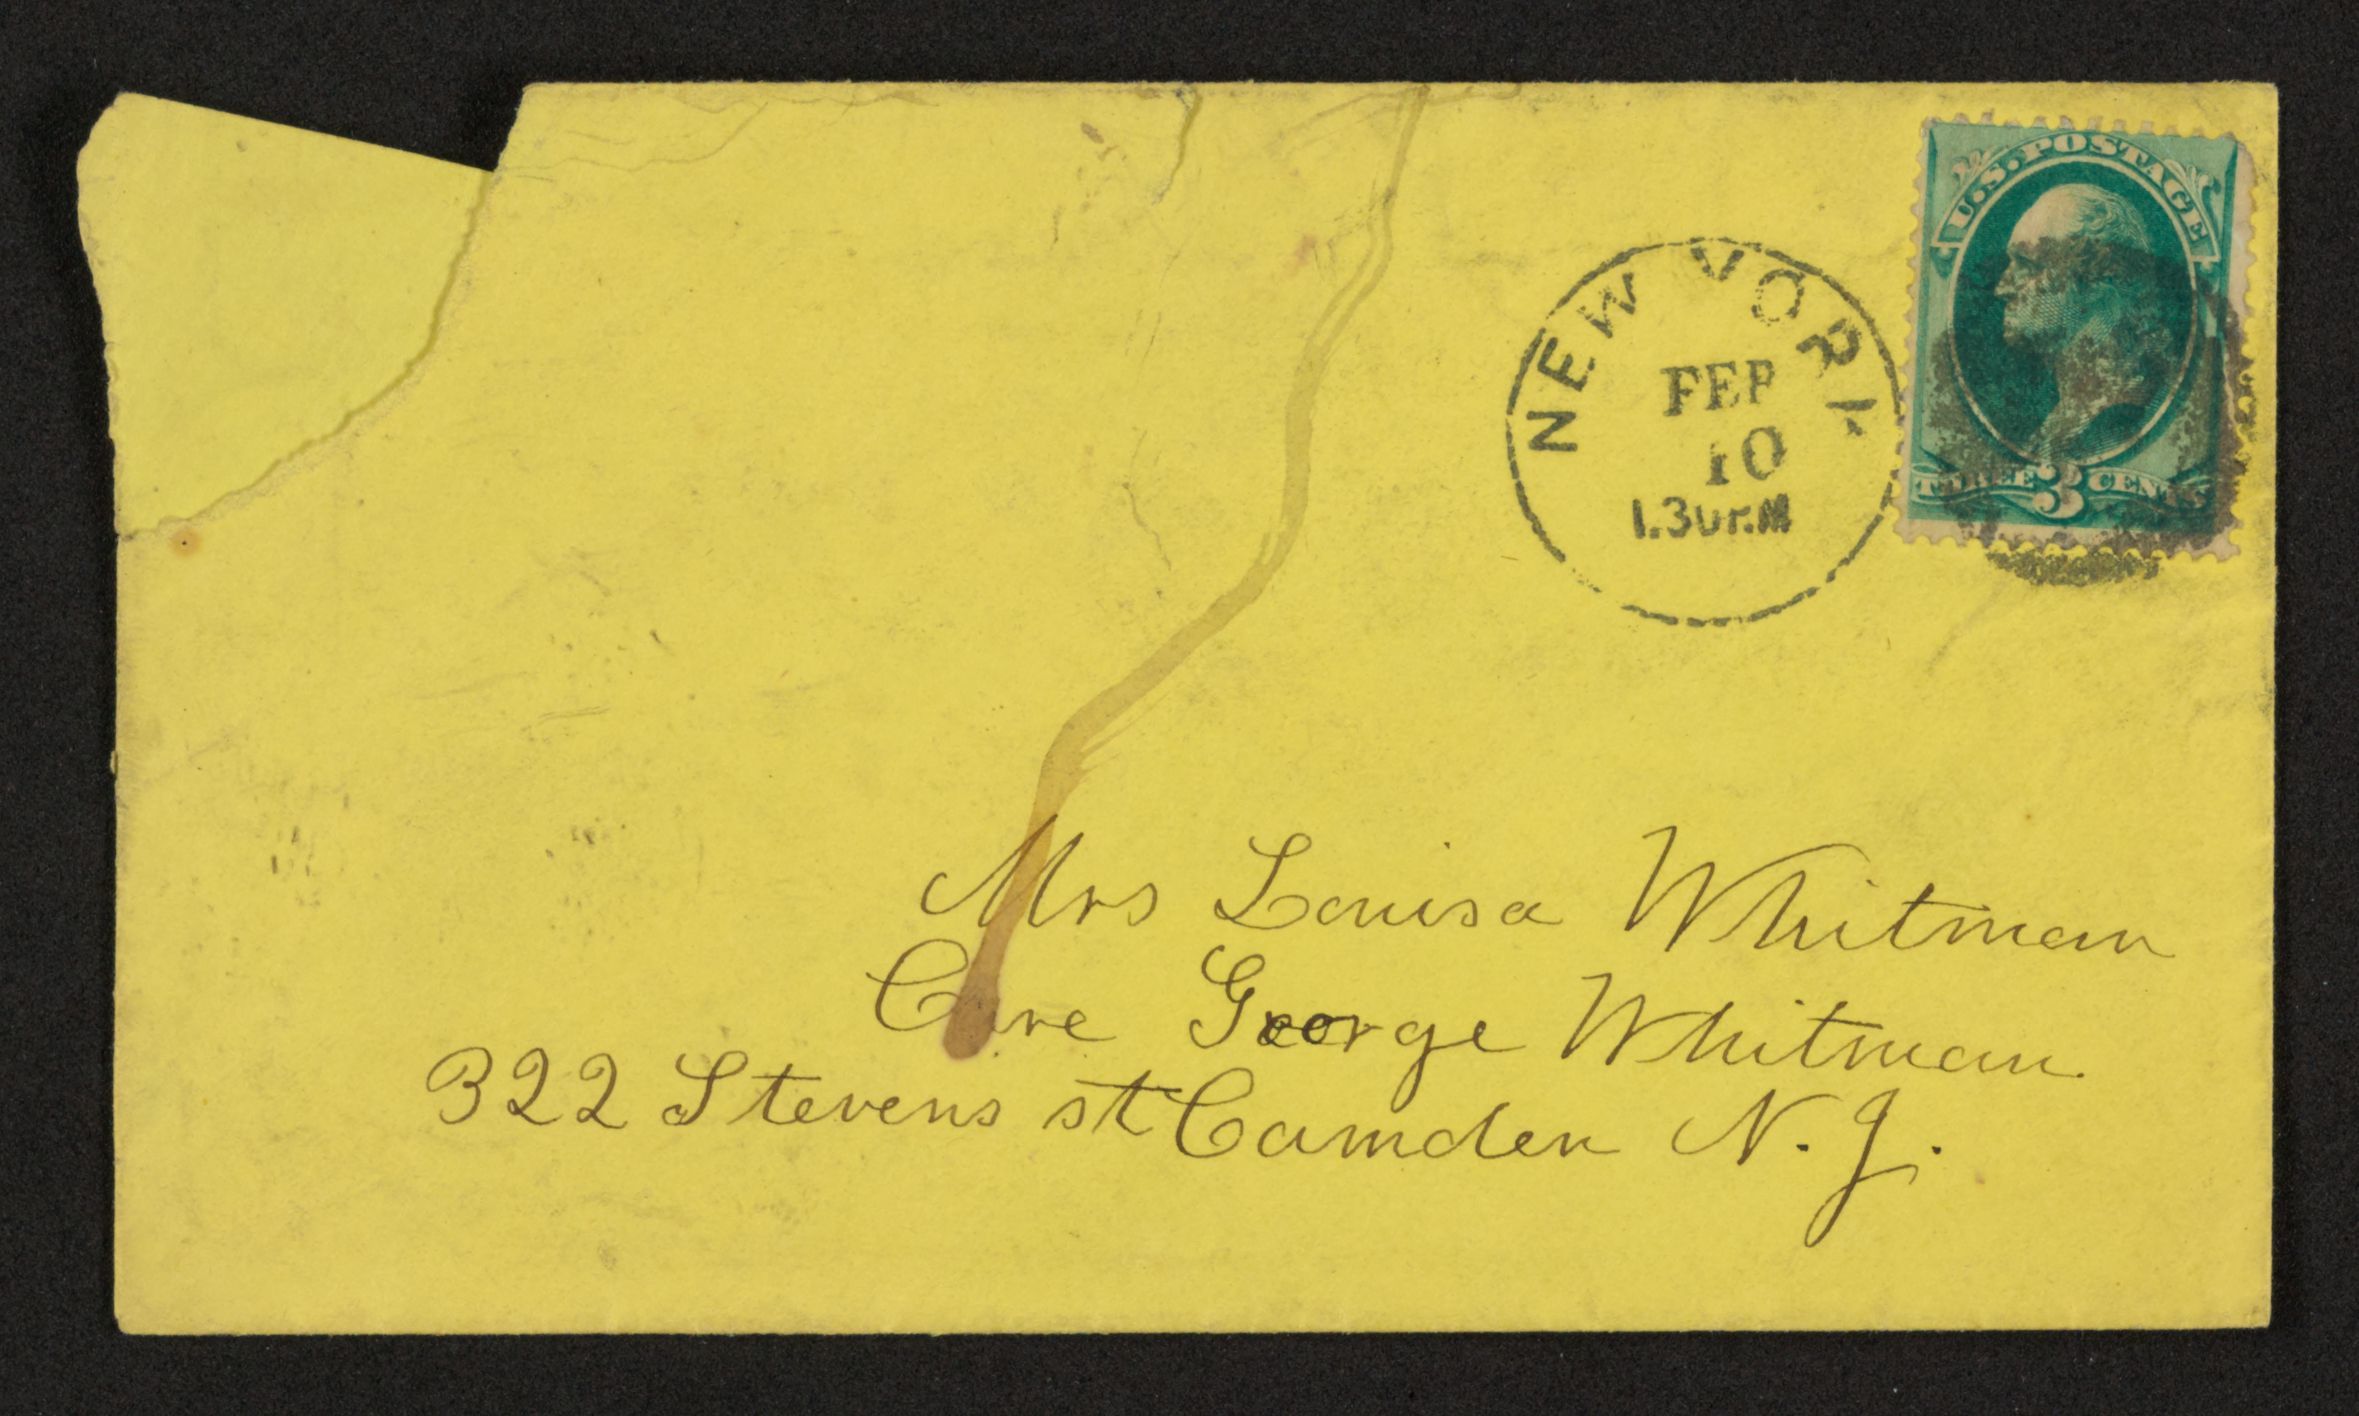 U.S. POSTAGE
THREE 3 CENTS
NEW YORK
FEB
10
1.30 P.M
Mrs Louisa Whitman
Care George Whitman
322 Stevens st Camden N. J.